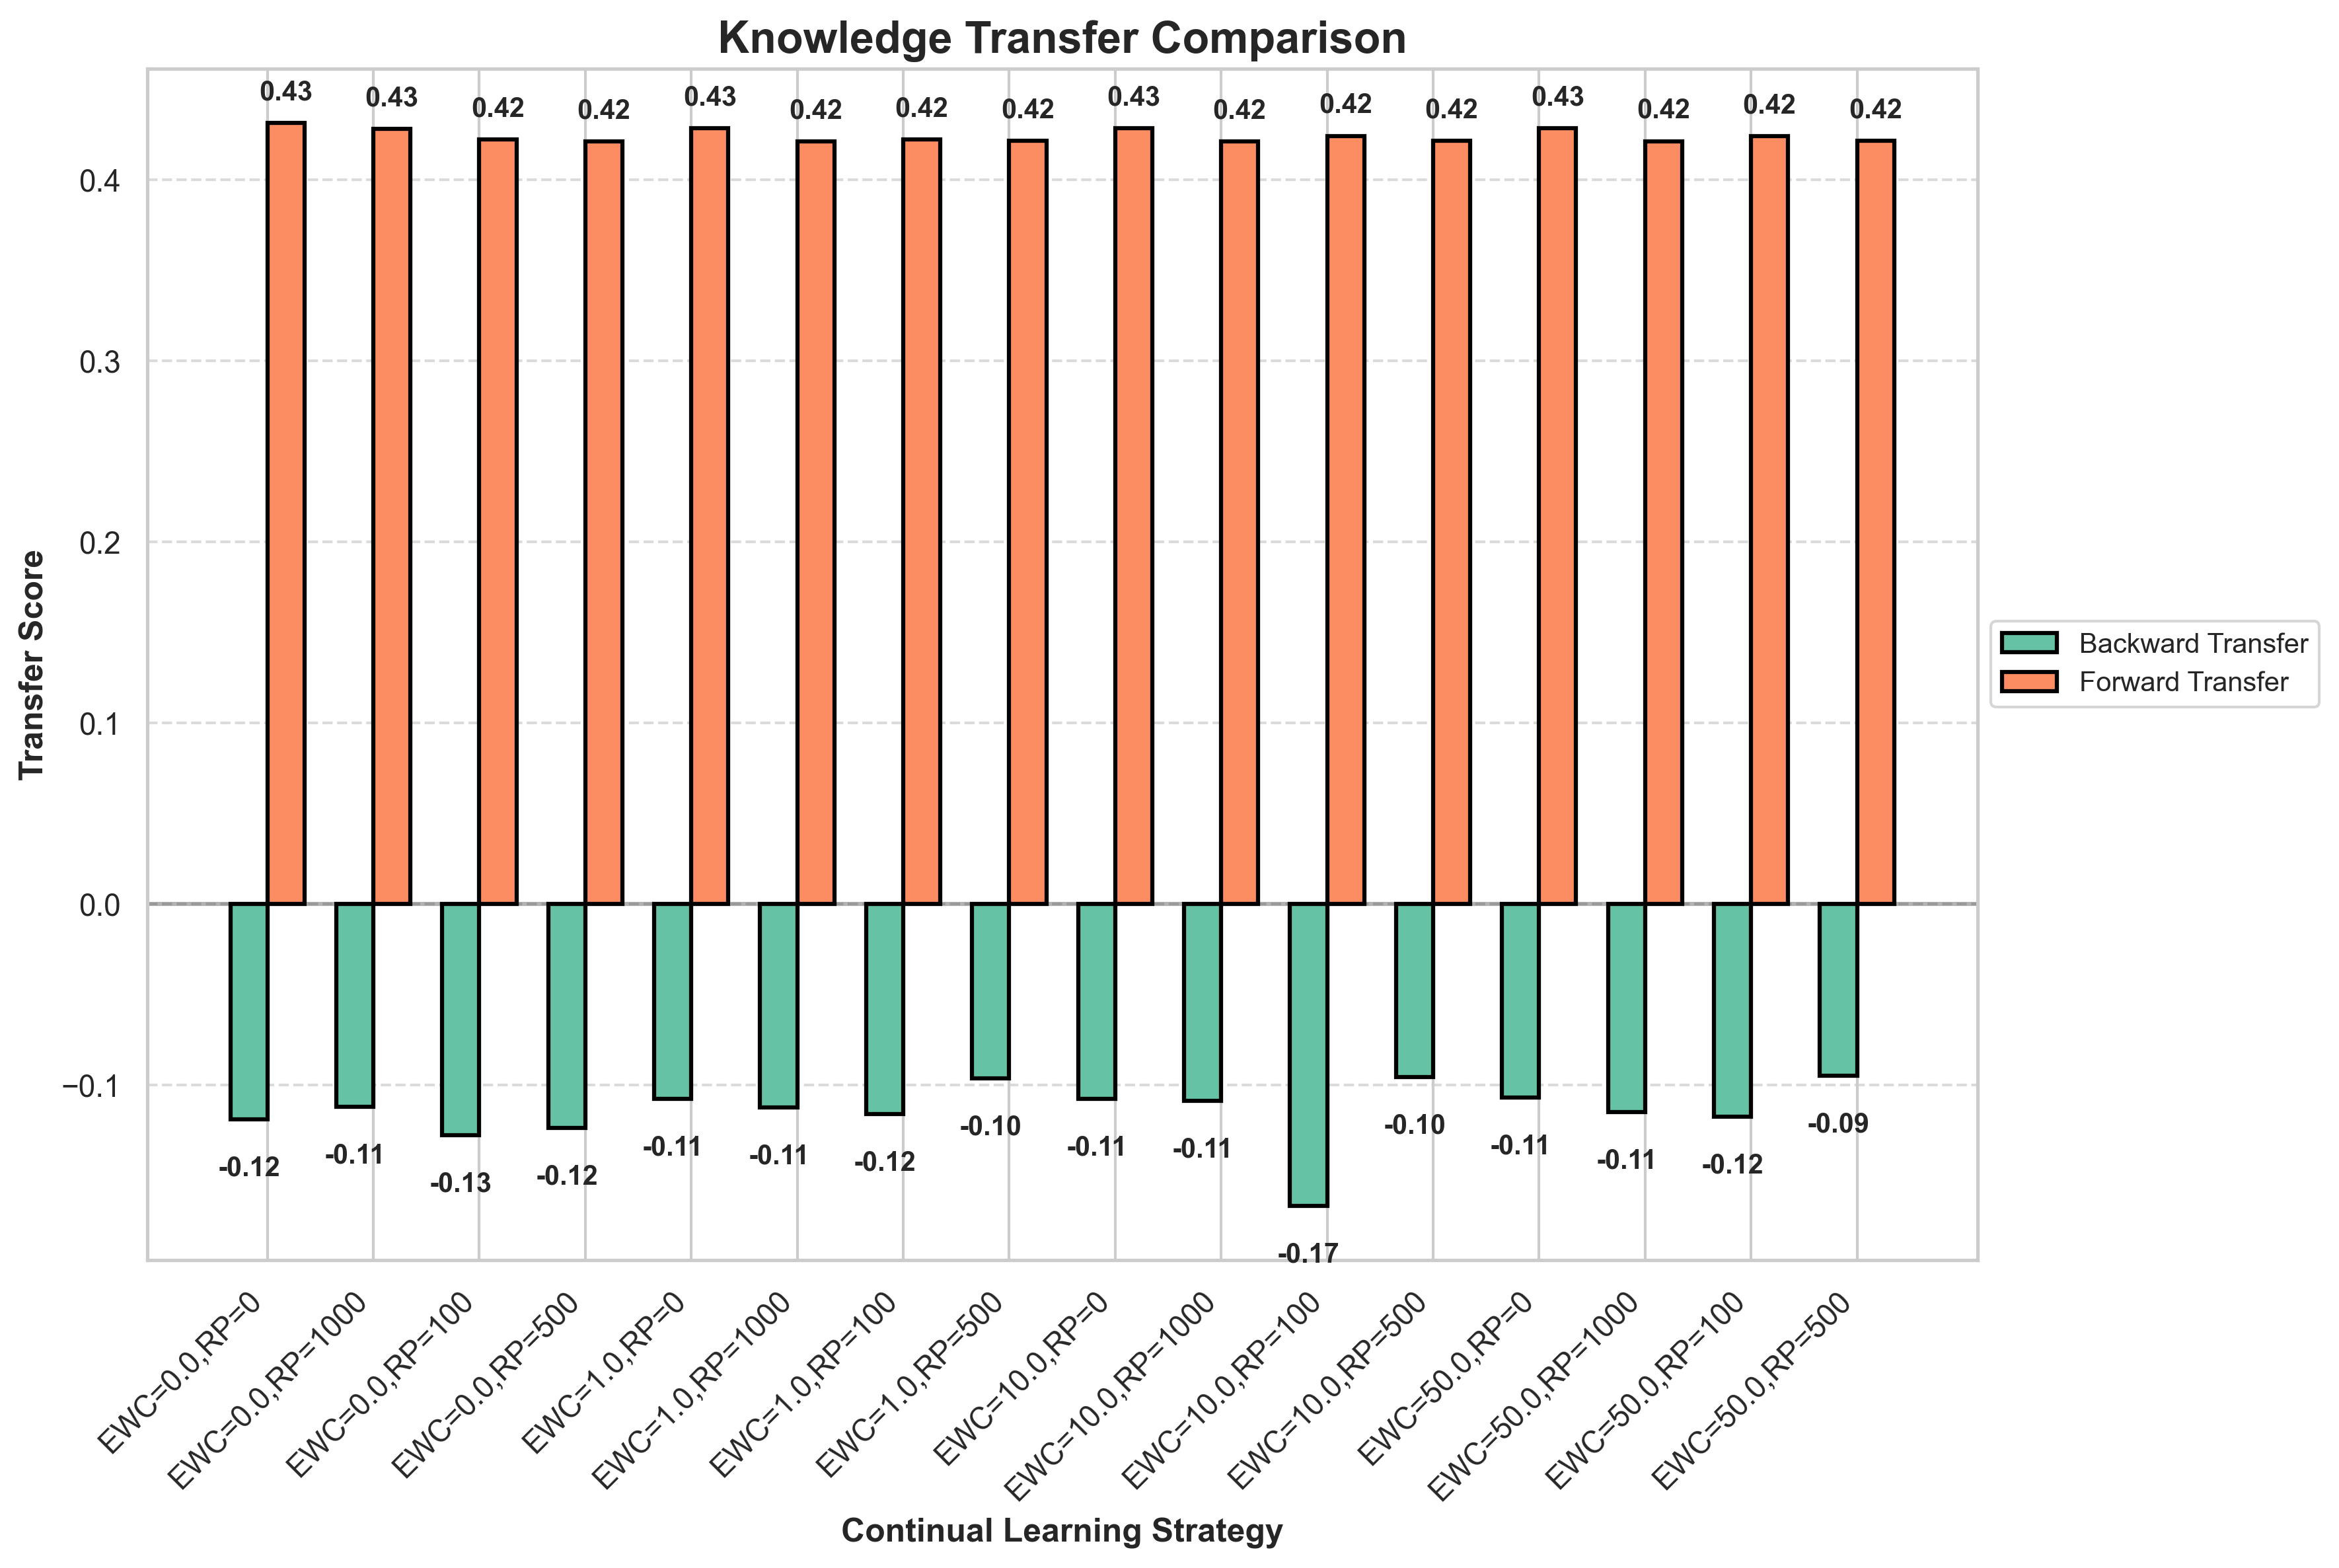 Knowledge Transfer Comparison
0.43
0.43
0.42
0.42
0.43
0.42
0.42
0.42
0.43
0.42
0.42
0.42
0.43
0.42
0.42
0.42
0.4
0.3
0.2
0.1
0.0
−0.1
Transfer Score
Backward Transfer
Forward Transfer
-0.12
-0.11
-0.13
-0.12
-0.11
-0.11
-0.12
-0.10
-0.11
-0.11
-0.17
-0.10
-0.11
-0.11
-0.12
-0.09
EWC=0.0,RP=0
EWC=0.0,RP=1000
EWC=0.0,RP=100
EWC=0.0,RP=500
EWC=1.0,RP=0
EWC=1.0,RP=1000
EWC=1.0,RP=100
EWC=1.0,RP=500
EWC=10.0,RP=0
EWC=10.0,RP=1000
EWC=10.0,RP=100
EWC=10.0,RP=500
EWC=50.0,RP=0
EWC=50.0,RP=1000
EWC=50.0,RP=100
EWC=50.0,RP=500
Continual Learning Strategy